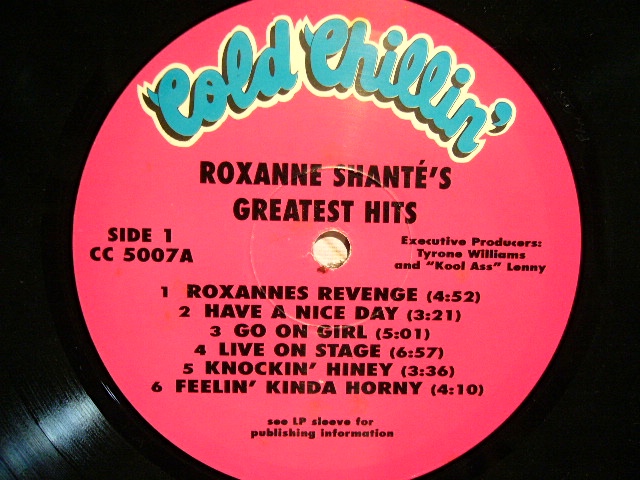 Cold Chillin'
ROXANNE SHANTÉ'S
GREATEST HITS
SIDE 1
CC 5007A
Executive Producers:
Tyrone Williams
and "Kool Ass" Lenny
1 ROXANNES REVENGE (4:52)
2 HAVE A NICE DAY (3:21)
3 GO ON GIRL (5:01)
4 LIVE ON STAGE (6:57)
5 KNOCKIN' HINEY (3:36)
6 FEELIN' KINDA HORNY (4:10)
see LP sleeve for
publishing information